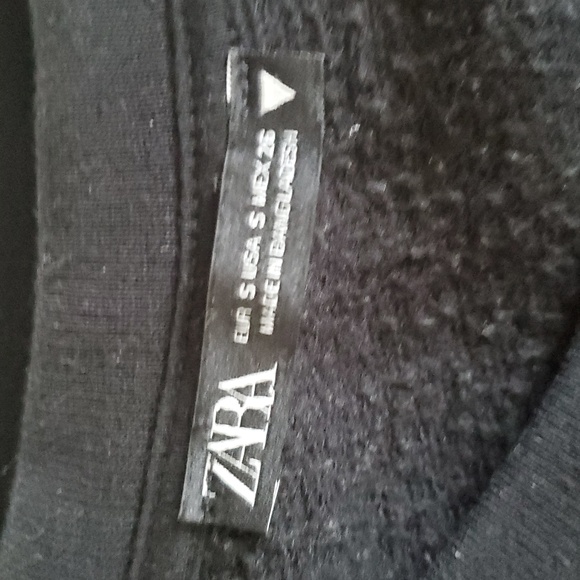 ZARA
EUR S USA S MEX 26
MADE IN BANGLADESH